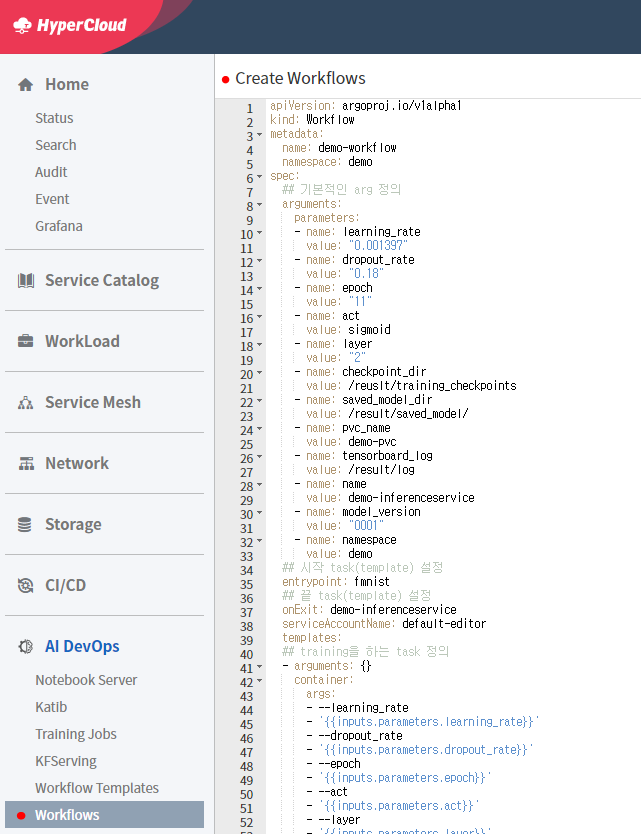 HyperCloud
Home
Status
Search
Audit
Event
Grafana
Service Catalog
WorkLoad
Service Mesh
Network
Storage
CI/CD
AI DevOps
Notebook Server
Katib
Training Jobs
KFServing
Workflow Templates
Workflows
Create Workflows
1 apiVersion: argoproj.io/v1alpha1
2 kind: Workflow
3 metadata:
4 name: demo-workflow
5 namespace: demo
6 spec:
7 ## 기본적인 arg 정의
8 arguments:
9 parameters:
10 - name: learning_rate
11 value: "0.001397"
12 - name: dropout_rate
13 value: "0.18"
14 - name: epoch
15 value: "11"
16 - name: act
17 value: sigmoid
18 - name: layer
19 value: "2"
20 - name: checkpoint_dir
21 value: /reuslt/training_checkpoints
22 - name: saved_model_dir
23 value: /result/saved_model/
24 - name: pvc_name
25 value: demo-pvc
26 - name: tensorboard_log
27 value: /result/log
28 - name: name
29 value: demo-inferenceservice
30 - name: model_version
31 value: "0001"
32 - name: namespace
33 value: demo
34 ## 시작 task(template) 설정
35 entrypoint: fmnist
36 ## 끝 task(template) 설정
37 onExit: demo-inferenceservice
38 serviceAccountName: default-editor
39 templates:
40 ## training을 하는 task 정의
41 - arguments: {}
42 container:
43 args:
44 - --learning_rate
45 - '{{inputs.parameters.learning_rate}}'
46 - --dropout_rate
47 - '{{inputs.parameters.dropout_rate}}'
48 - --epoch
49 - '{{inputs.parameters.epoch}}'
50 - --act
51 - '{{inputs.parameters.act}}'
52 - --layer
53 - '{{inputs.parameters.layer}}'